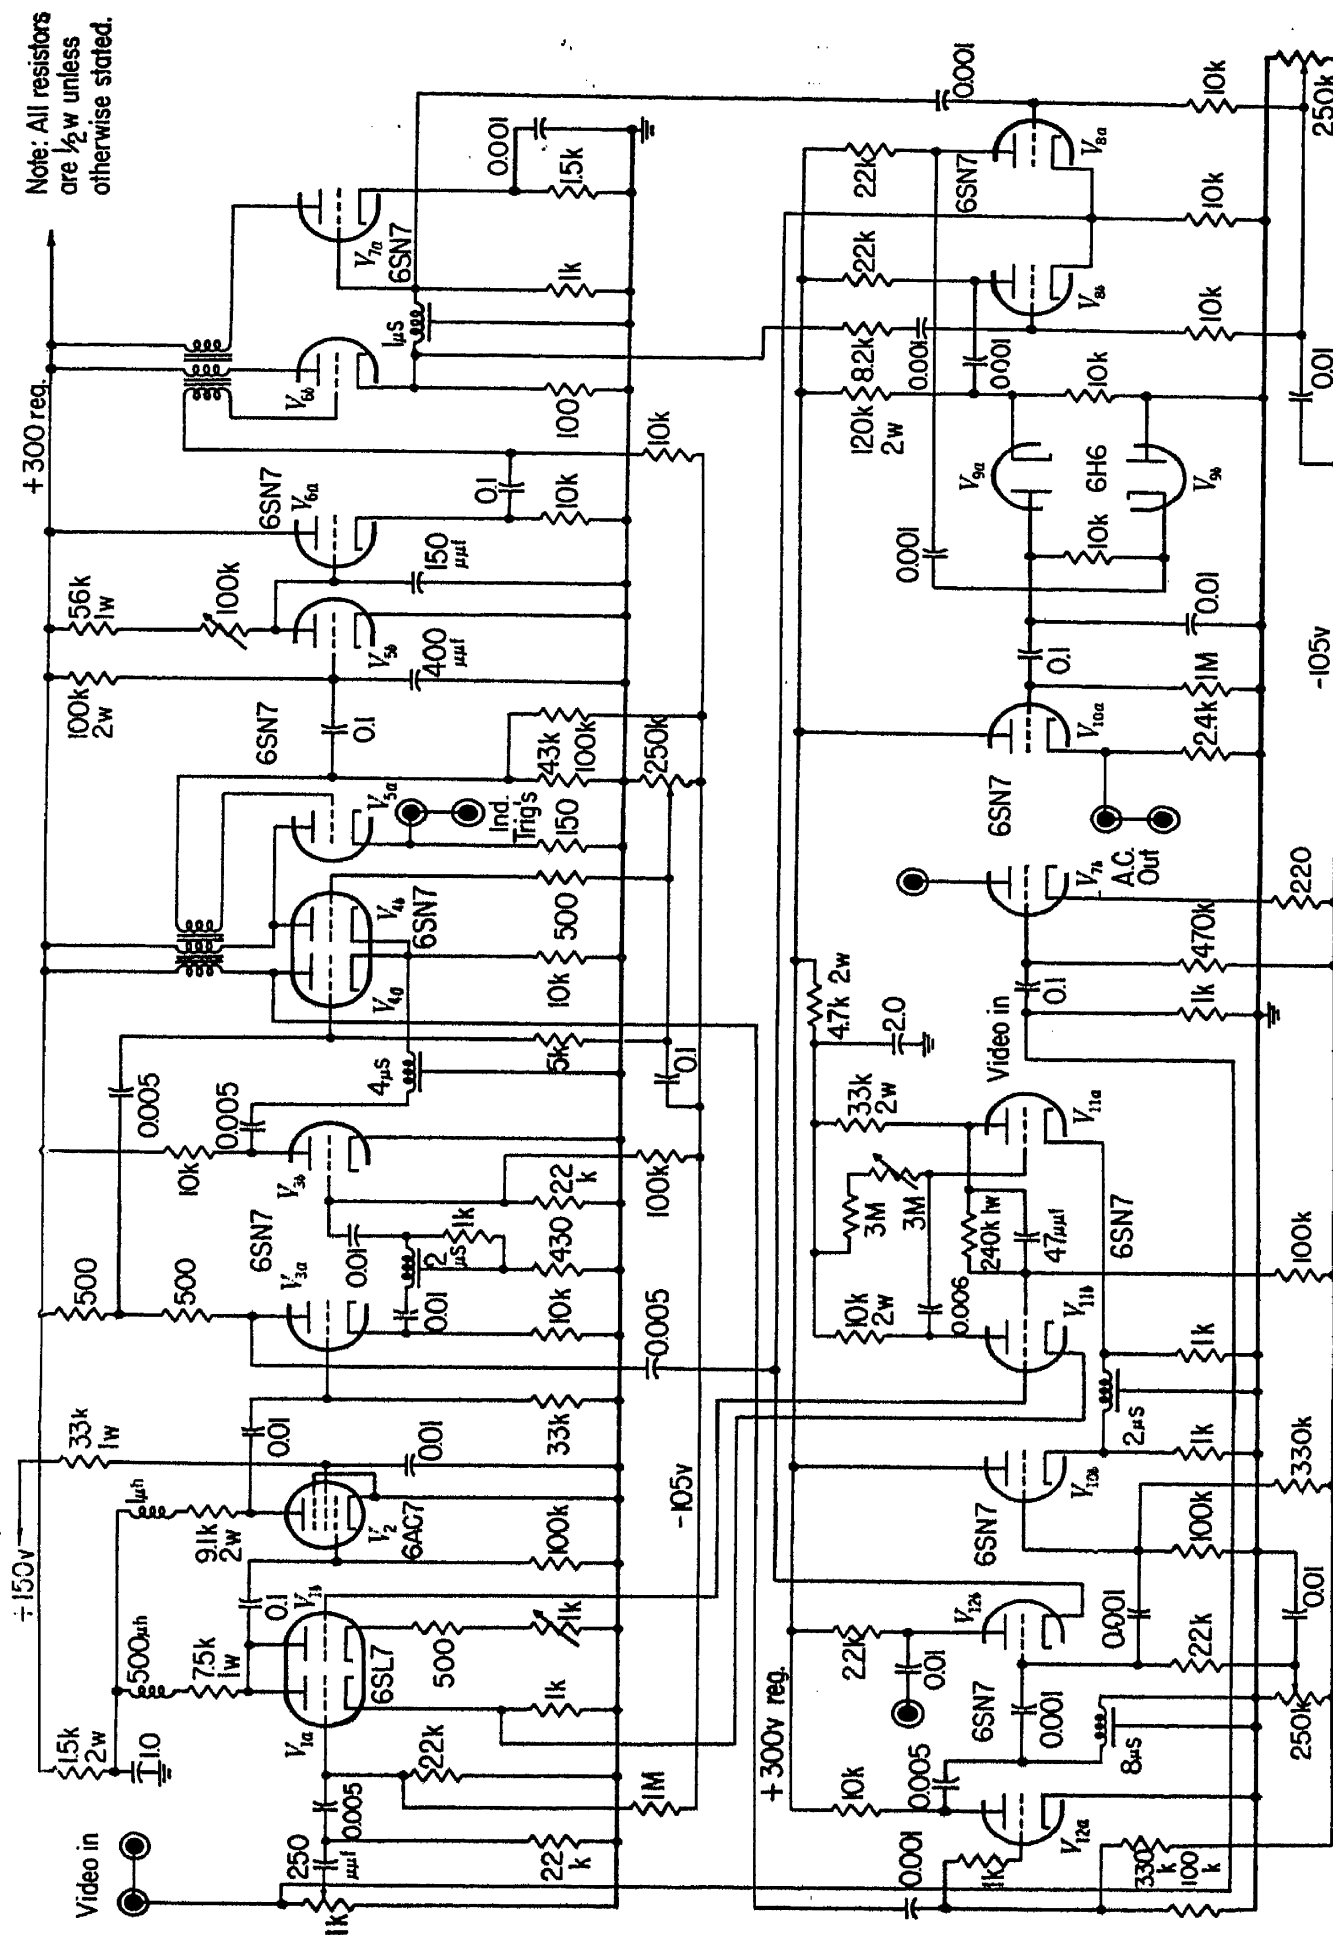 Note: All resistors
are ½ w unless
otherwise stated.
+300 reg.
÷150v
Video in
1.5k
2w
1.0
500µh
7.5k
1w
1µh
9.1k
2w
33k
1w
500
500
0.005
10k
0.005
100k
2w
56k
1w
100k
250
µµf
0.005
V1a
V1b
6SL7
0.1
V2
6AC7
0.01
0.01
V3a
6SN7
V3b
0.01
0.01
2
µs
1k
4µs
V4a
V4b
6SN7
V5a
6SN7
0.1
V5b
400
µµf
150
µµf
V6a
6SN7
0.1
V6b
1µs
V7a
6SN7
0.001
1k
22
k
22k
1k
500
1k
100k
33k
10k
430
22
k
5k
10k
500
150
Ind.
Trig's
43k
100k
10k
100
1k
1.5k
1M
-105v
0.005
100k
0.1
250k
10k
+300v reg.
0.001
10k
0.005
1k
V12a
330
k
100
k
22k
0.01
6SN7
V12b
0.001
8µs
0.001
22k
250k
0.01
6SN7
V10b
100k
330k
2µs
1k
1k
10k
2w
0.006
V11b
3M
3M
240k 1w
47µµf
33k
2w
V11a
6SN7
100k
4.7k 2w
2.0
Video in
0.1
1k
470k
V7b
220
A.C.
Out
6SN7
V10a
2.4k
1M
0.1
0.01
-105v
0.001
10k
V9a
6H6
V9b
10k
120k
2w
82k
0.001
0.001
22k
V8b
10k
22k
6SN7
V8a
10k
0.001
10k
0.01
250k